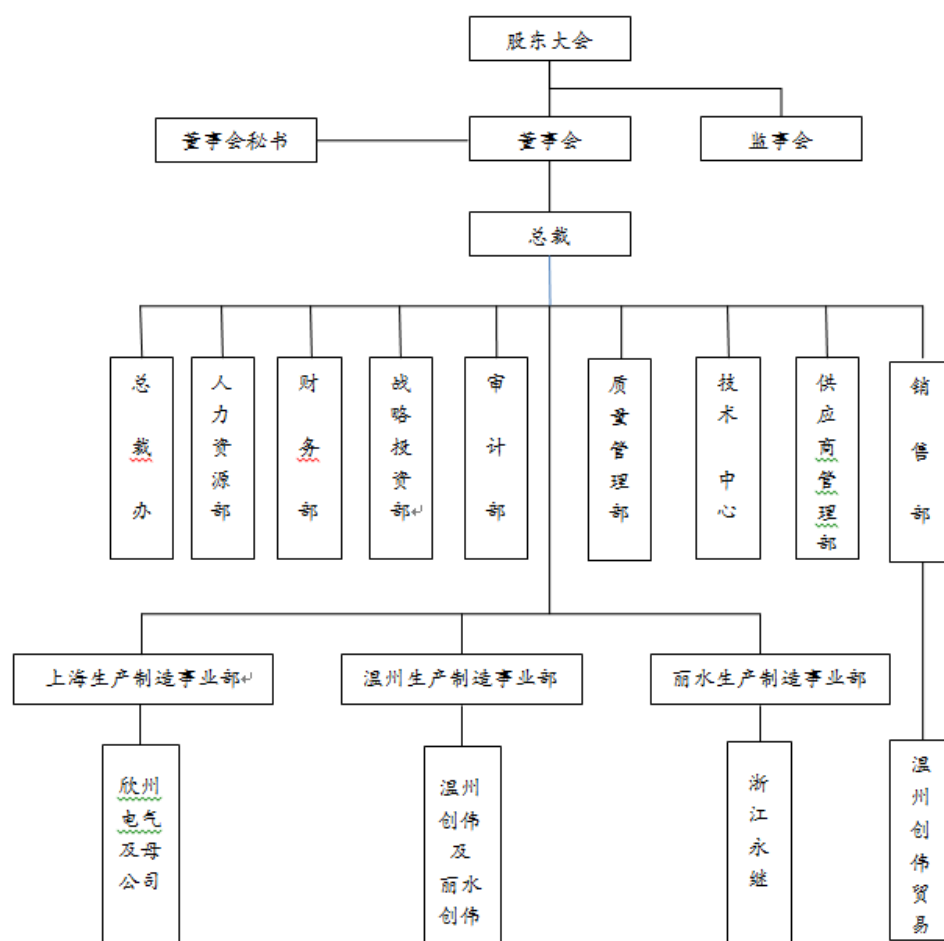 股东大会
董事会秘书
董事会
监事会
总裁
总裁办
人力资源部
财务部
战略投资部
审计部
质量管理部
技术中心
供应商管理部
销售部
上海生产制造事业部
温州生产制造事业部
丽水生产制造事业部
欣州
电气
及母
公司
温州
创伟
及
丽水
创伟
浙江永继
温州创伟贸易